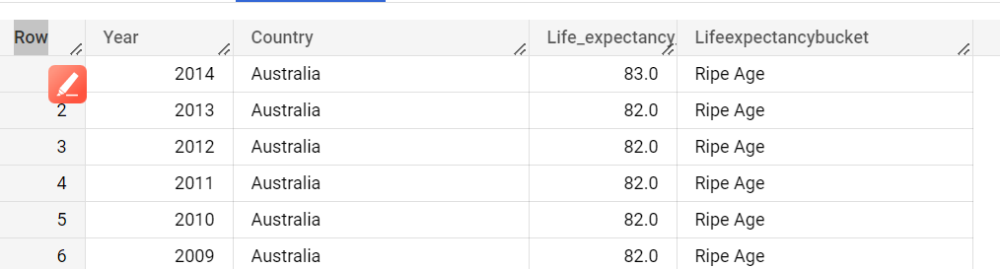 Row Year Country Life_expectancy_ Lifeexpectancybucket
2014 Australia 83.0 Ripe Age
2 2013 Australia 82.0 Ripe Age
3 2012 Australia 82.0 Ripe Age
4 2011 Australia 82.0 Ripe Age
5 2010 Australia 82.0 Ripe Age
6 2009 Australia 82.0 Ripe Age